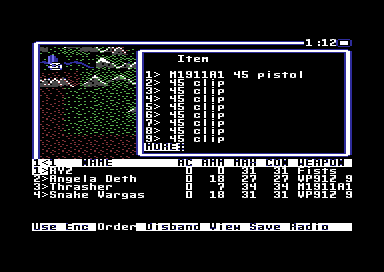 1:12
Item
1> M1911A1 45 pistol
2> 45 clip
3> 45 clip
4> 45 clip
5> 45 clip
6> 45 clip
7> 45 clip
8> 45 clip
9> 45 clip
MORE↓
I<1 NAME AC AMM MAX CON WEAPON
1>XYZ 0 0 31 31 Fists
2>Angela Deth 0 18 27 27 VP91Z 9
3>Thrasher 0 7 34 34 M1911A1
4>Snake Vargas 0 18 31 31 VP91Z 9
Use Enc Order Disband View Save Radio